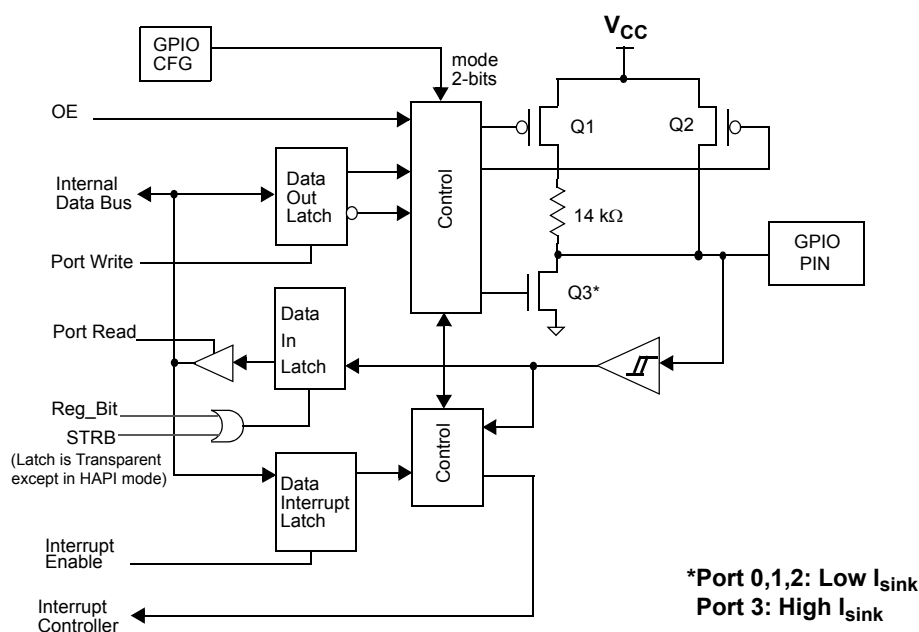 GPIO
CFG
mode
2-bits
VCC
OE
Q1
Q2
Control
Internal
Data Bus
Data
Out
Latch
14 kΩ
GPIO
PIN
Port Write
Q3*
Data
In
Latch
Port Read
Reg_Bit
STRB
(Latch is Transparent
except in HAPI mode)
Control
Data
Interrupt
Latch
Interrupt
Enable
Interrupt
Controller
*Port 0,1,2: Low Isink
Port 3: High Isink